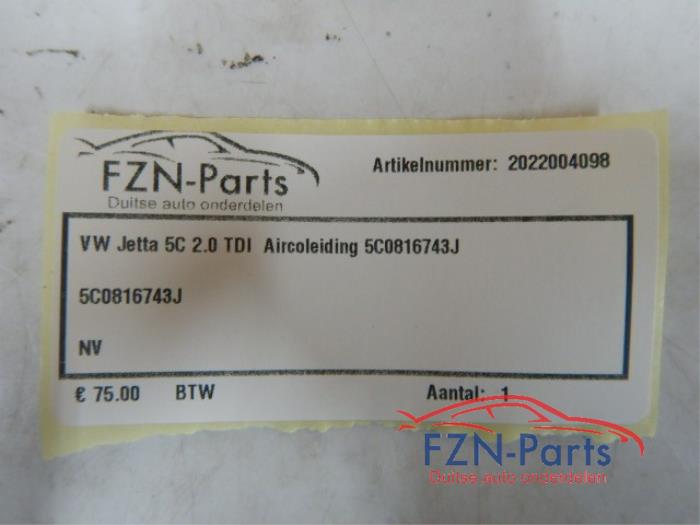 FZN-Parts
Duitse auto onderdelen
Artikelnummer: 2022004098
VW Jetta 5C 2.0 TDI Aircoleiding 5C0816743J
5C0816743J
NV
€ 75.00 BTW Aantal: 1
FZN-Parts
Duitse auto onderdelen